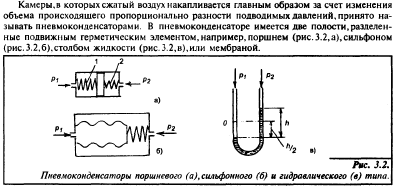 Камеры, в которых сжатый воздух накапливается главным образом за счет изменения
объема происходящего пропорционально разности подводимых давлений, принято на-
зывать пневмоконденсаторами. В пневмоконденсаторе имеется две полости, разделен-
ные подвижным герметическим элементом, например, поршнем (рис.3.2,а), сильфоном
(рис.3.2,б), столбом жидкости (рис.3.2,в), или мембраной.
1 2
p₁ p₂
а)
p₁ p₂
б)
p₁ p₂
0
h
h/2
в)
Рис. 3.2.
Пневмоконденсаторы поршневого (а), сильфонного (б) и гидравлического (в) типа.